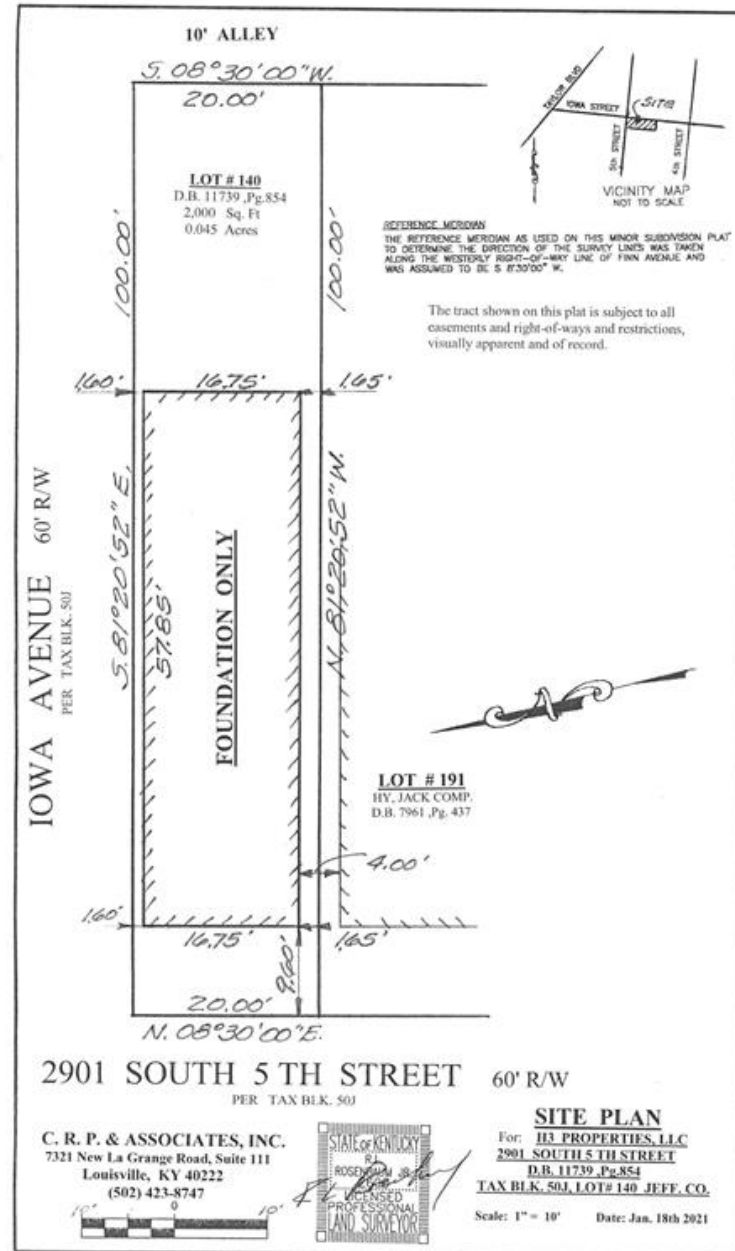 10' ALLEY
S. 08°30'00"W.
20.00'
LOT # 140
D.B. 11739 ,Pg.854
2,000 Sq. Ft
0.045 Acres
100.00'
100.00'
TAYLOR BLVD
IOWA STREET
SITE
5th STREET
4th STREET
VICINITY MAP
NOT TO SCALE
REFERENCE MERIDIAN
THE REFERENCE MERIDIAN AS USED ON THIS MINOR SUBDIVISION PLAT
TO DETERMINE THE DIRECTION OF THE SURVEY LINES WAS TAKEN
ALONG THE WESTERLY RIGHT-OF-WAY LINE OF FINN AVENUE AND
WAS ASSUMED TO BE S 8°30'00" W.
The tract shown on this plat is subject to all
easements and right-of-ways and restrictions,
visually apparent and of record.
1.60'
16.75'
1.65'
IOWA AVENUE 60' R/W
PER TAX BLK. 50J
S. 81°20'52" E.
57.85'
FOUNDATION ONLY
N. 81°20'52" W.
LOT # 191
HY, JACK COMP.
D.B. 7961 ,Pg. 437
4.00'
1.60'
16.75'
1.65'
9.60'
20.00'
N. 08°30'00"E.
2901 SOUTH 5 TH STREET 60' R/W
PER TAX BLK. 50J
C. R. P. & ASSOCIATES, INC.
7321 New La Grange Road, Suite 111
Louisville, KY 40222
(502) 423-8747
10' 0 10'
STATE of KENTUCKY
R.L.
ROSENBAUM JR
LICENSED
PROFESSIONAL
LAND SURVEYOR
SITE PLAN
For: H3 PROPERTIES, LLC
2901 SOUTH 5 TH STREET
D.B. 11739 ,Pg.854
TAX BLK. 50J, LOT# 140 JEFF. CO.
Scale: 1" = 10' Date: Jan. 18th 2021